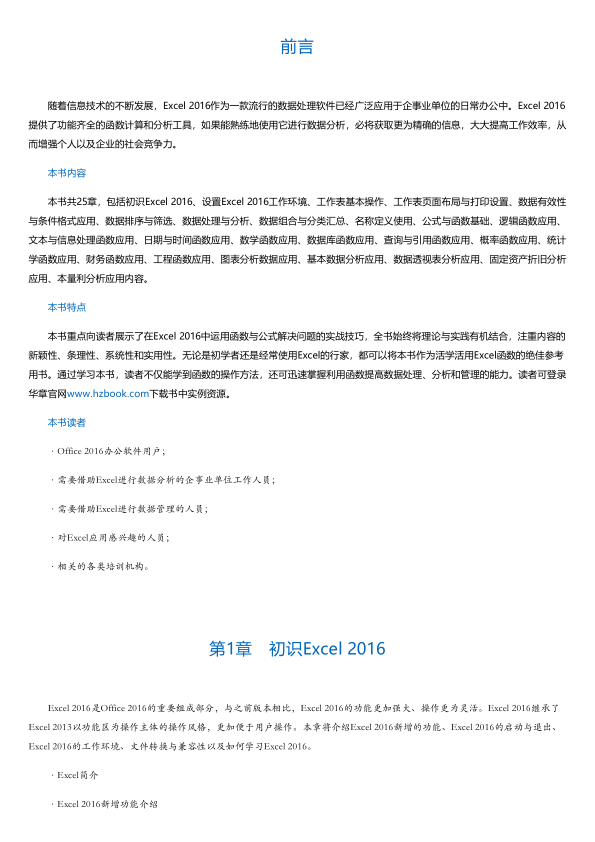 前言
随着信息技术的不断发展，Excel 2016作为一款流行的数据处理软件已经广泛应用于企事业单位的日常办公中。Excel 2016
提供了功能齐全的函数计算和分析工具，如果能熟练地使用它进行数据分析，必将获取更为精确的信息，大大提高工作效率，从
而增强个人以及企业的社会竞争力。
本书内容
本书共25章，包括初识Excel 2016、设置Excel 2016工作环境、工作表基本操作、工作表页面布局与打印设置、数据有效性
与条件格式应用、数据排序与筛选、数据处理与分析、数据组合与分类汇总、名称定义使用、公式与函数基础、逻辑函数应用、
文本与信息处理函数应用、日期与时间函数应用、数学函数应用、数据库函数应用、查询与引用函数应用、概率函数应用、统计
学函数应用、财务函数应用、工程函数应用、图表分析数据应用、基本数据分析应用、数据透视表分析应用、固定资产折旧分析
应用、本量利分析应用内容。
本书特点
本书重点向读者展示了在Excel 2016中运用函数与公式解决问题的实战技巧，全书始终将理论与实践有机结合，注重内容的
新颖性、条理性、系统性和实用性。无论是初学者还是经常使用Excel的行家，都可以将本书作为活学活用Excel函数的绝佳参考
用书。通过学习本书，读者不仅能学到函数的操作方法，还可迅速掌握利用函数提高数据处理、分析和管理的能力。读者可登录
华章官网www.hzbook.com下载书中实例资源。
本书读者
·Office 2016办公软件用户；
·需要借助Excel进行数据分析的企事业单位工作人员；
·需要借助Excel进行数据管理的人员；
·对Excel应用感兴趣的人员；
·相关的各类培训机构。
第1章　初识Excel 2016
Excel 2016是Office 2016的重要组成部分，与之前版本相比，Excel 2016的功能更加强大、操作更为灵活。Excel 2016继承了
Excel 2013以功能区为操作主体的操作风格，更加便于用户操作。本章将介绍Excel 2016新增的功能、Excel 2016的启动与退出、
Excel 2016的工作环境、文件转换与兼容性以及如何学习Excel 2016。
·Excel简介
·Excel 2016新增功能介绍